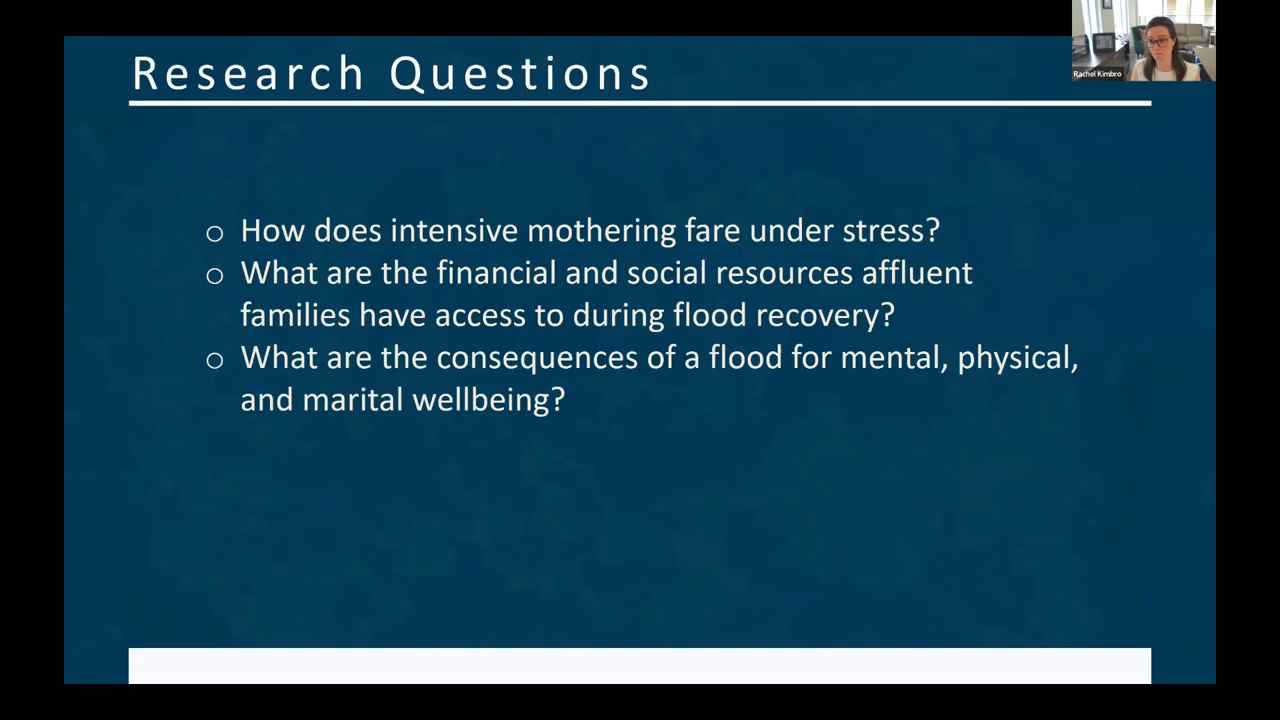 Research Questions
Rachel Kimbro
o How does intensive mothering fare under stress?
o What are the financial and social resources affluent
families have access to during flood recovery?
o What are the consequences of a flood for mental, physical,
and marital wellbeing?